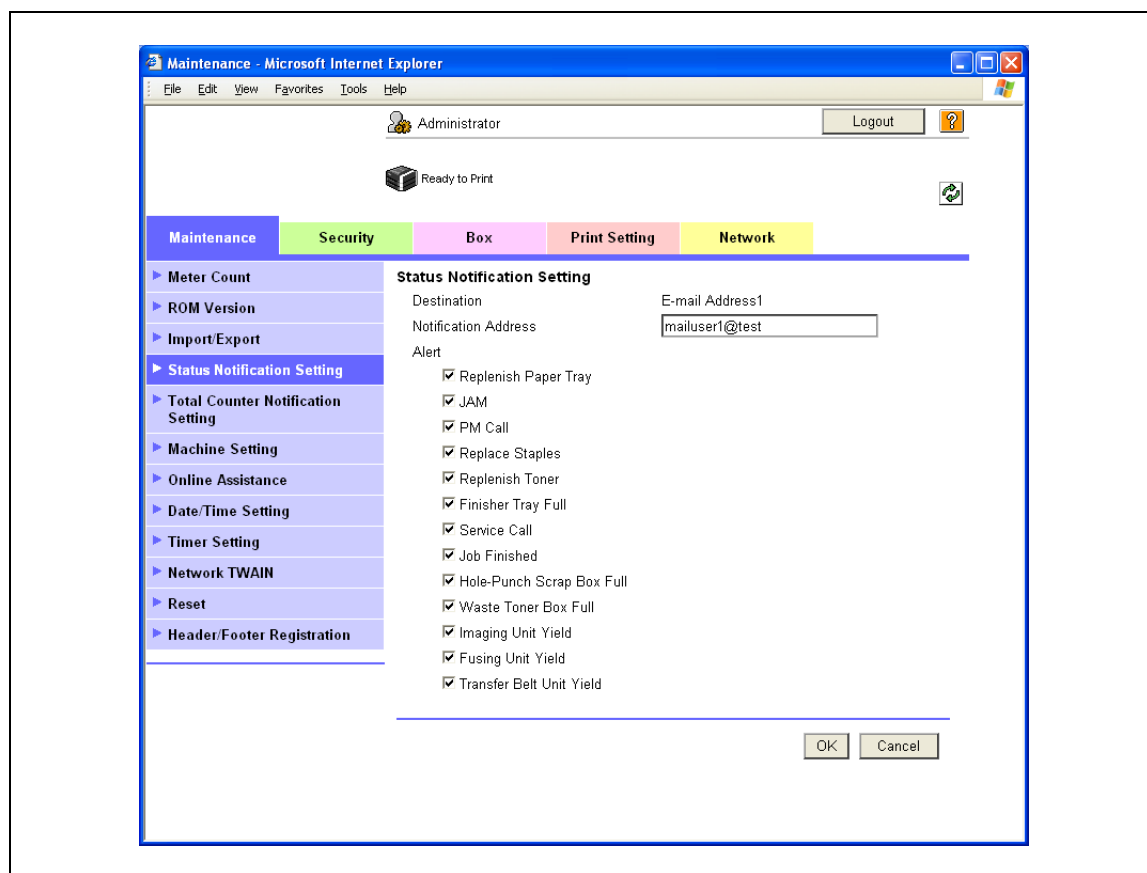 Maintenance - Microsoft Internet Explorer
File Edit View Favorites Tools Help
Administrator
Logout
?
Ready to Print
Maintenance Security Box Print Setting Network
Meter Count
ROM Version
Import/Export
Status Notification Setting
Total Counter Notification
Setting
Machine Setting
Online Assistance
Date/Time Setting
Timer Setting
Network TWAIN
Reset
Header/Footer Registration
Status Notification Setting
Destination E-mail Address1
Notification Address mailuser1@test
Alert
Replenish Paper Tray
JAM
PM Call
Replace Staples
Replenish Toner
Finisher Tray Full
Service Call
Job Finished
Hole-Punch Scrap Box Full
Waste Toner Box Full
Imaging Unit Yield
Fusing Unit Yield
Transfer Belt Unit Yield
OK Cancel